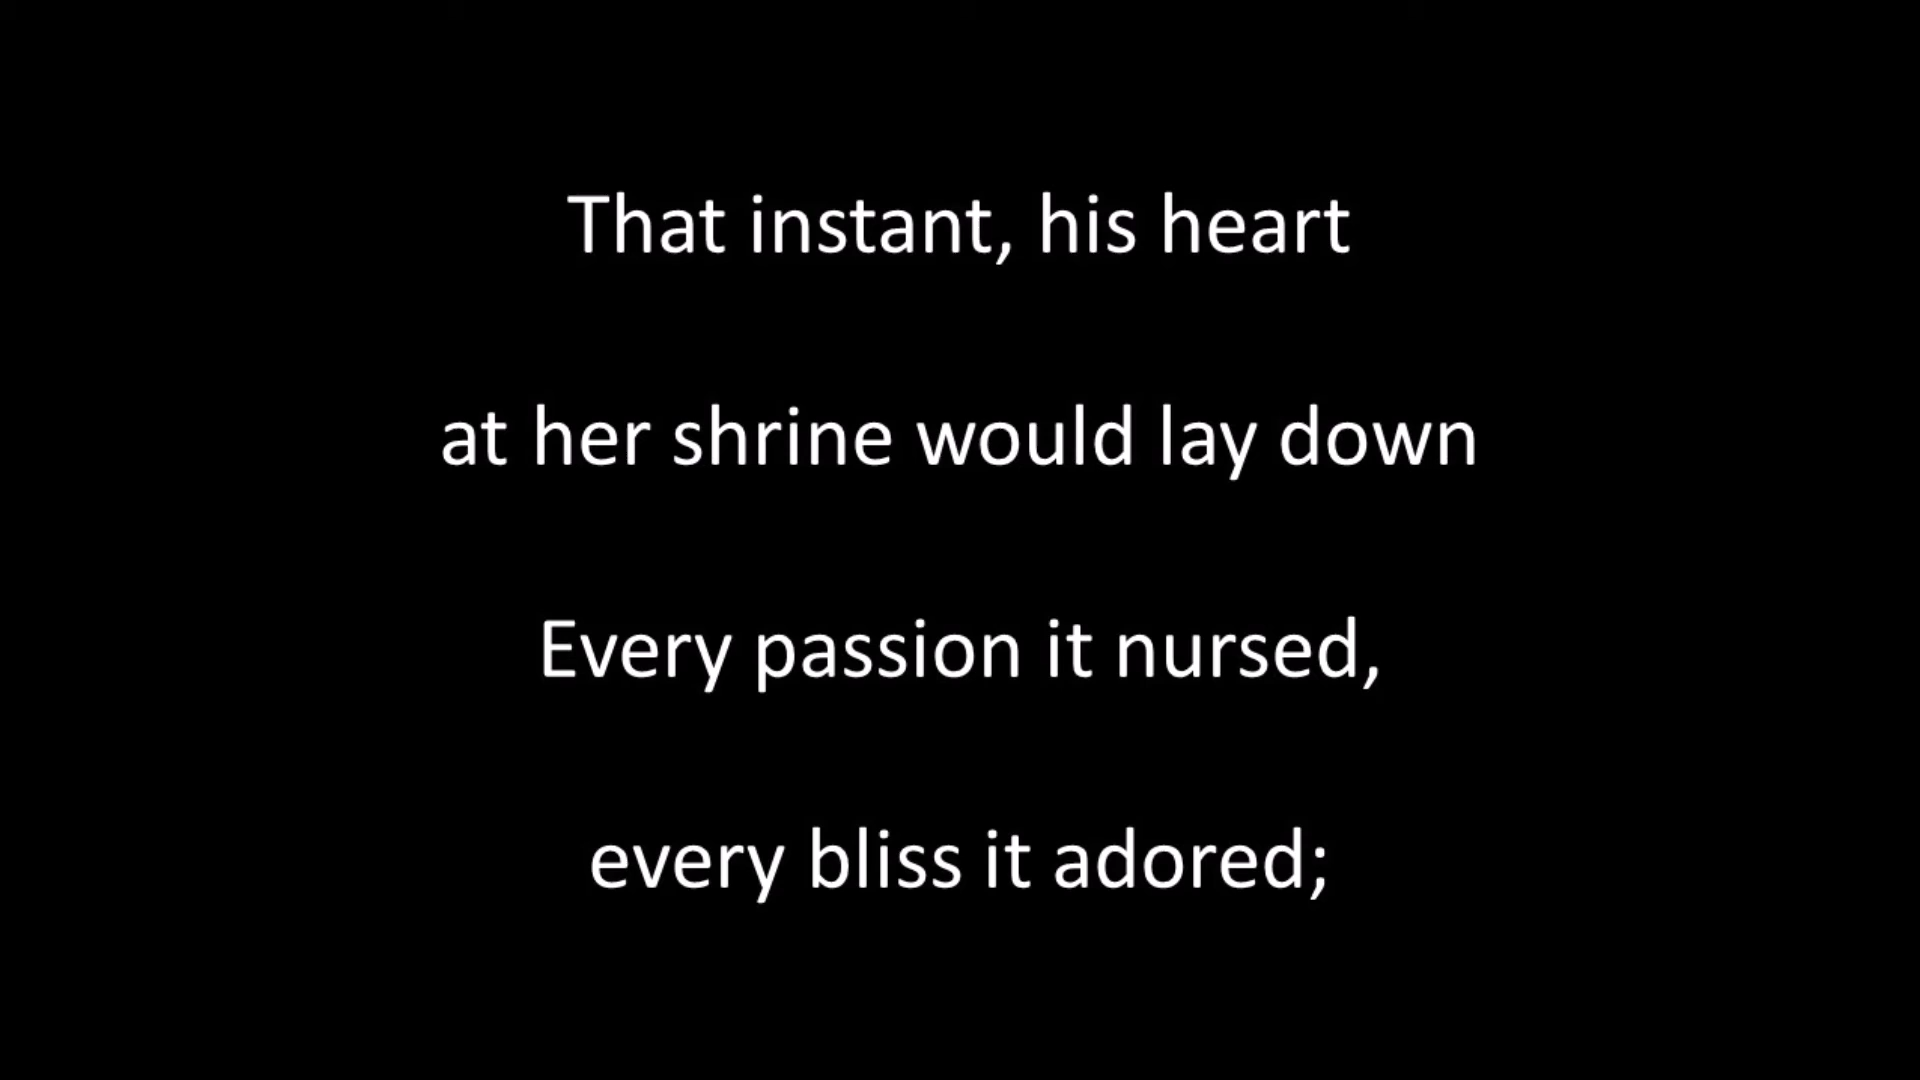 That instant, his heart
at her shrine would lay down
Every passion it nursed,
every bliss it adored;